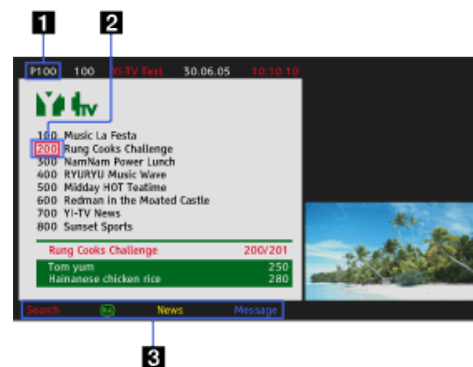 1 2
P100 100 YI-TV Text 30.06.05 10:10 10
YItv
100 Music La Festa
200 Rung Cooks Challenge
300 NamNam Power Lunch
400 RYURYU Music Wave
500 Midday HOT Teatime
600 Redman in the Moated Castle
700 YI-TV News
800 Sunset Sports
Rung Cooks Challenge 200/201
Tom yum 250
Hainanese chicken rice 280
Search News Message
3